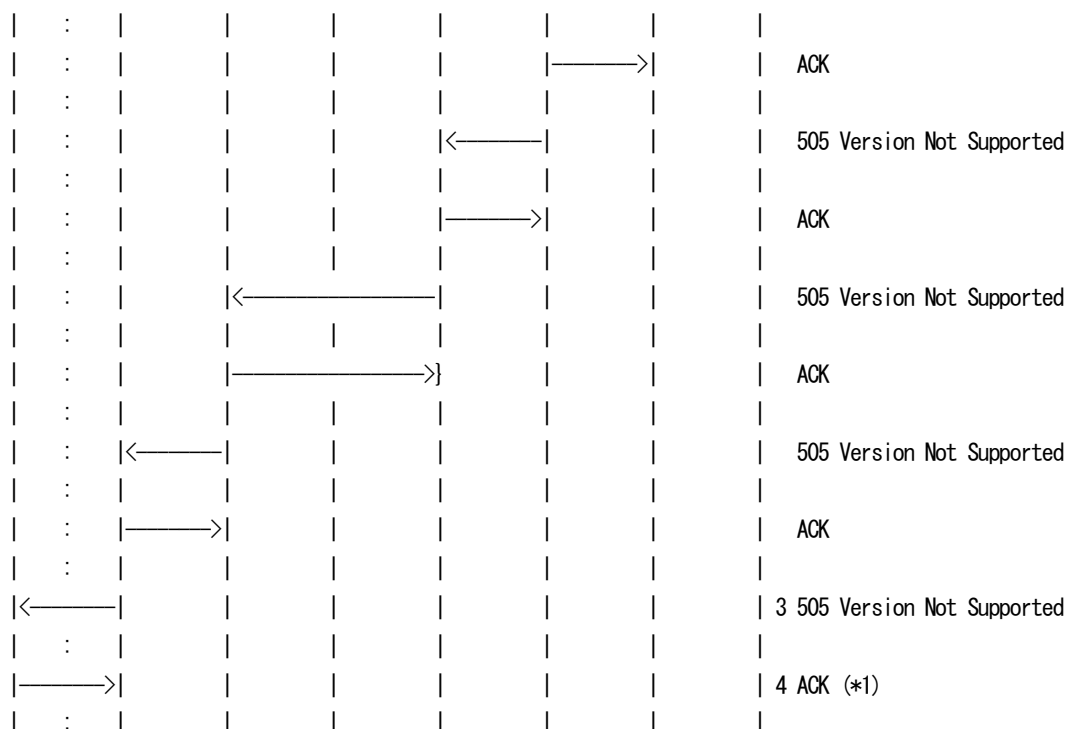 ACK
505 Version Not Supported
ACK
505 Version Not Supported
ACK
505 Version Not Supported
ACK
3 505 Version Not Supported
4 ACK (*1)